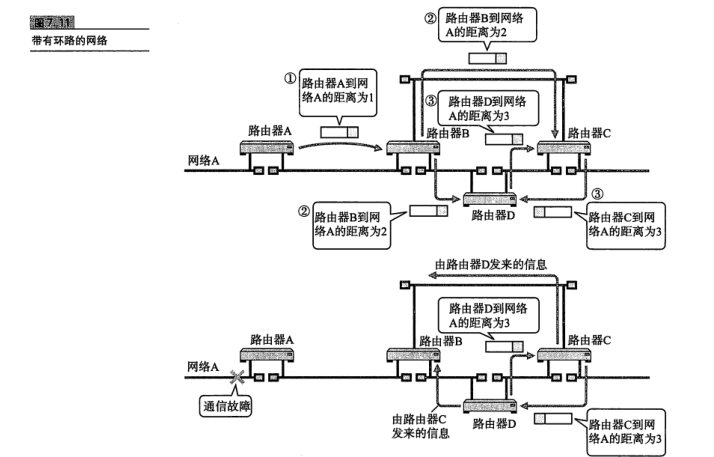 图7.11
带有环路的网络
② 路由器B到网络
A的距离为2
① 路由器A到网
络A的距离为1
③ 路由器D到网络
A的距离为3
路由器A
路由器B
路由器C
网络A
② 路由器B到网
络A的距离为2
路由器D
③
路由器C到网
络A的距离为3
由路由器D发来的信息
路由器D到网络
A的距离为3
路由器A
路由器B
路由器C
网络A
通信故障
由路由器C
发来的信息
路由器D
路由器C到网
络A的距离为3